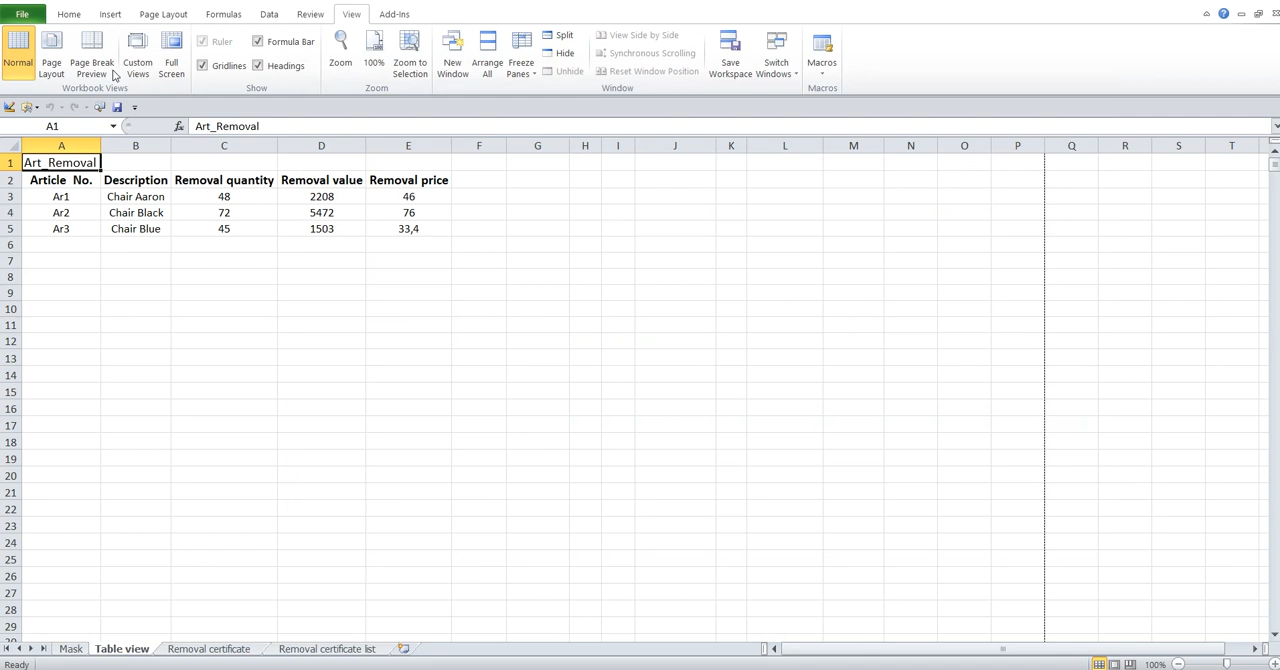 File Home Insert Page Layout Formulas Data Review View Add-Ins
Normal Page Layout Page Break Preview Custom Views Full Screen
Workbook Views
Ruler Formula Bar
Gridlines Headings
Show
Zoom 100% Zoom to Selection
Zoom
New Window Arrange All Freeze Panes
Split
Hide
Unhide
View Side by Side
Synchronous Scrolling
Reset Window Position
Save Workspace Switch Windows
Window
Macros
Macros
A1 fx Art_Removal
A B C D E F G H I J K L M N O P Q R S T
1 Art_Removal
2 Article No. Description Removal quantity Removal value Removal price
3 Ar1 Chair Aaron 48 2208 46
4 Ar2 Chair Black 72 5472 76
5 Ar3 Chair Blue 45 1503 33,4
6
7
8
9
10
11
12
13
14
15
16
17
18
19
20
21
22
23
24
25
26
27
28
29
Mask Table view Removal certificate Removal certificate list
Ready 100%